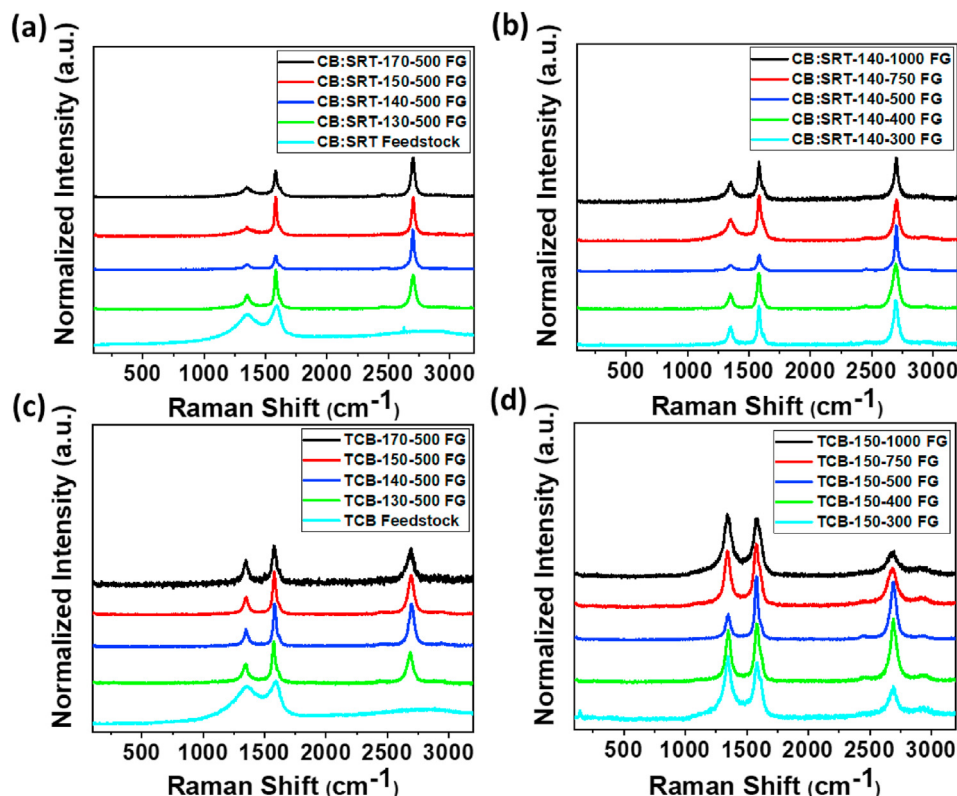 (a)
Normalized Intensity (a.u.)
CB:SRT-170-500 FG
CB:SRT-150-500 FG
CB:SRT-140-500 FG
CB:SRT-130-500 FG
CB:SRT Feedstock
500 1000 1500 2000 2500 3000
Raman Shift (cm-1)
(b)
Normalized Intensity (a.u.)
CB:SRT-140-1000 FG
CB:SRT-140-750 FG
CB:SRT-140-500 FG
CB:SRT-140-400 FG
CB:SRT-140-300 FG
500 1000 1500 2000 2500 3000
Raman Shift (cm-1)
(c)
Normalized Intensity (a.u.)
TCB-170-500 FG
TCB-150-500 FG
TCB-140-500 FG
TCB-130-500 FG
TCB Feedstock
500 1000 1500 2000 2500 3000
Raman Shift (cm-1)
(d)
Normalized Intensity (a.u.)
TCB-150-1000 FG
TCB-150-750 FG
TCB-150-500 FG
TCB-150-400 FG
TCB-150-300 FG
500 1000 1500 2000 2500 3000
Raman Shift (cm-1)